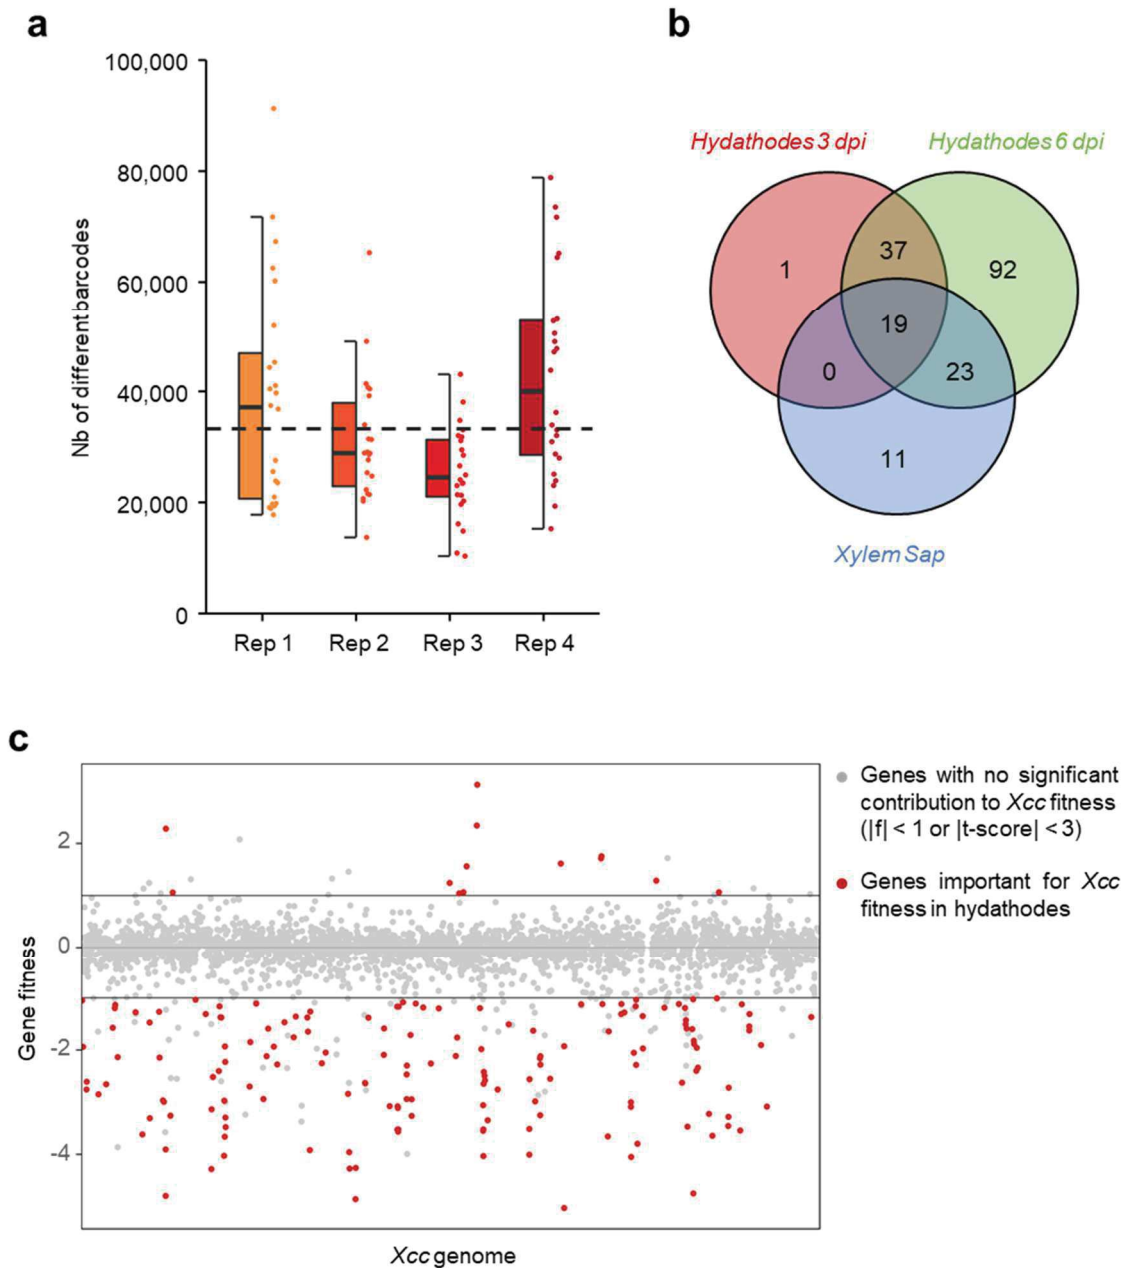 a
100,000
80,000
60,000
40,000
20,000
0
Nb of different barcodes
Rep 1
Rep 2
Rep 3
Rep 4
b
Hydathodes 3 dpi
Hydathodes 6 dpi
37
1
92
19
0
23
11
Xylem Sap
c
2
0
-2
-4
Gene fitness
Xcc genome
Genes with no significant
contribution to Xcc fitness
(|f| < 1 or |t-score| < 3)
Genes important for Xcc
fitness in hydathodes